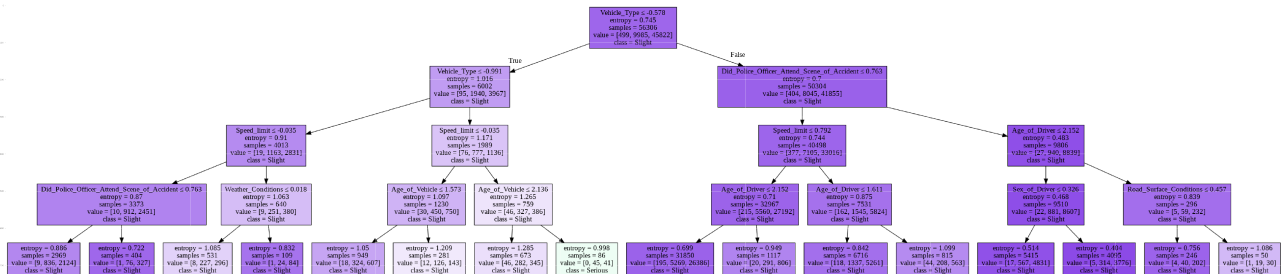 Vehicle_Type ≤ -0.578
entropy = 0.745
samples = 56306
value = [499, 9985, 45822]
class = Slight
True
False
Vehicle_Type ≤ -0.991
entropy = 1.016
samples = 6002
value = [95, 1940, 3967]
class = Slight
Did_Police_Officer_Attend_Scene_of_Accident ≤ 0.763
entropy = 0.7
samples = 50304
value = [404, 8045, 41855]
class = Slight
Speed_limit ≤ -0.035
entropy = 0.91
samples = 4013
value = [19, 1163, 2831]
class = Slight
Speed_limit ≤ -0.035
entropy = 1.171
samples = 1989
value = [76, 777, 1136]
class = Slight
Speed_limit ≤ 0.792
entropy = 0.744
samples = 40498
value = [377, 7105, 33016]
class = Slight
Age_of_Driver ≤ 2.152
entropy = 0.483
samples = 9806
value = [27, 940, 8839]
class = Slight
Did_Police_Officer_Attend_Scene_of_Accident ≤ 0.763
entropy = 0.87
samples = 3373
value = [10, 912, 2451]
class = Slight
Weather_Conditions ≤ 0.018
entropy = 1.063
samples = 640
value = [9, 251, 380]
class = Slight
Age_of_Vehicle ≤ 1.573
entropy = 1.097
samples = 1230
value = [30, 450, 750]
class = Slight
Age_of_Vehicle ≤ 2.136
entropy = 1.265
samples = 759
value = [46, 327, 386]
class = Slight
Age_of_Driver ≤ 2.152
entropy = 0.71
samples = 32967
value = [215, 5560, 27192]
class = Slight
Age_of_Driver ≤ 1.611
entropy = 0.875
samples = 7531
value = [162, 1545, 5824]
class = Slight
Sex_of_Driver ≤ 0.326
entropy = 0.468
samples = 9510
value = [22, 881, 8607]
class = Slight
Road_Surface_Conditions ≤ 0.457
entropy = 0.839
samples = 296
value = [5, 59, 232]
class = Slight
entropy = 0.886
samples = 2969
value = [9, 836, 2124]
class = Slight
entropy = 0.722
samples = 404
value = [1, 76, 327]
class = Slight
entropy = 1.085
samples = 531
value = [8, 227, 296]
class = Slight
entropy = 0.832
samples = 109
value = [1, 24, 84]
class = Slight
entropy = 1.05
samples = 949
value = [18, 324, 607]
class = Slight
entropy = 1.209
samples = 281
value = [12, 126, 143]
class = Slight
entropy = 1.285
samples = 673
value = [46, 282, 345]
class = Slight
entropy = 0.998
samples = 86
value = [0, 45, 41]
class = Serious
entropy = 0.699
samples = 31850
value = [195, 5269, 26386]
class = Slight
entropy = 0.949
samples = 1117
value = [20, 291, 806]
class = Slight
entropy = 0.842
samples = 6716
value = [118, 1337, 5261]
class = Slight
entropy = 1.099
samples = 815
value = [44, 208, 563]
class = Slight
entropy = 0.514
samples = 5415
value = [17, 567, 4831]
class = Slight
entropy = 0.404
samples = 4095
value = [5, 314, 3776]
class = Slight
entropy = 0.756
samples = 246
value = [4, 40, 202]
class = Slight
entropy = 1.086
samples = 50
value = [1, 19, 30]
class = Slight